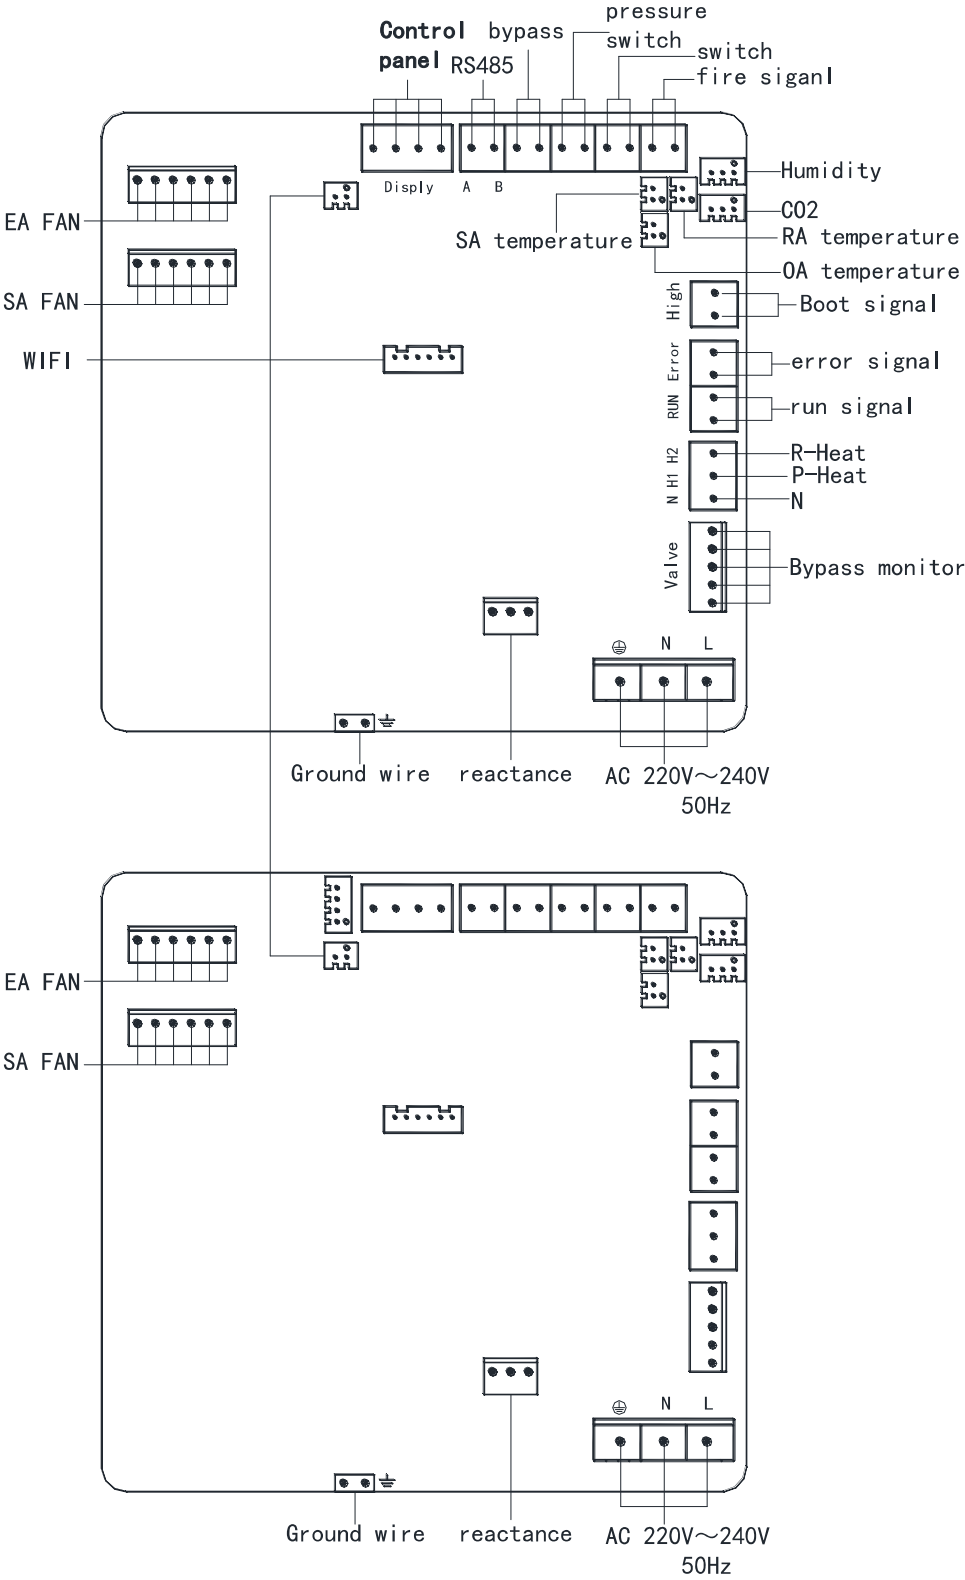 pressure
Control bypass switch
panel RS485 switch
fire siganl
Disply A B
Humidity
EA FAN
CO2
SA temperature
RA temperature
OA temperature
SA FAN
High
Boot signal
WIFI
Error
error signal
RUN
run signal
N H1 H2
R-Heat
P-Heat
N
Valve
Bypass monitor
N L
Ground wire reactance AC 220V～240V
50Hz
EA FAN
SA FAN
N L
Ground wire reactance AC 220V～240V
50Hz